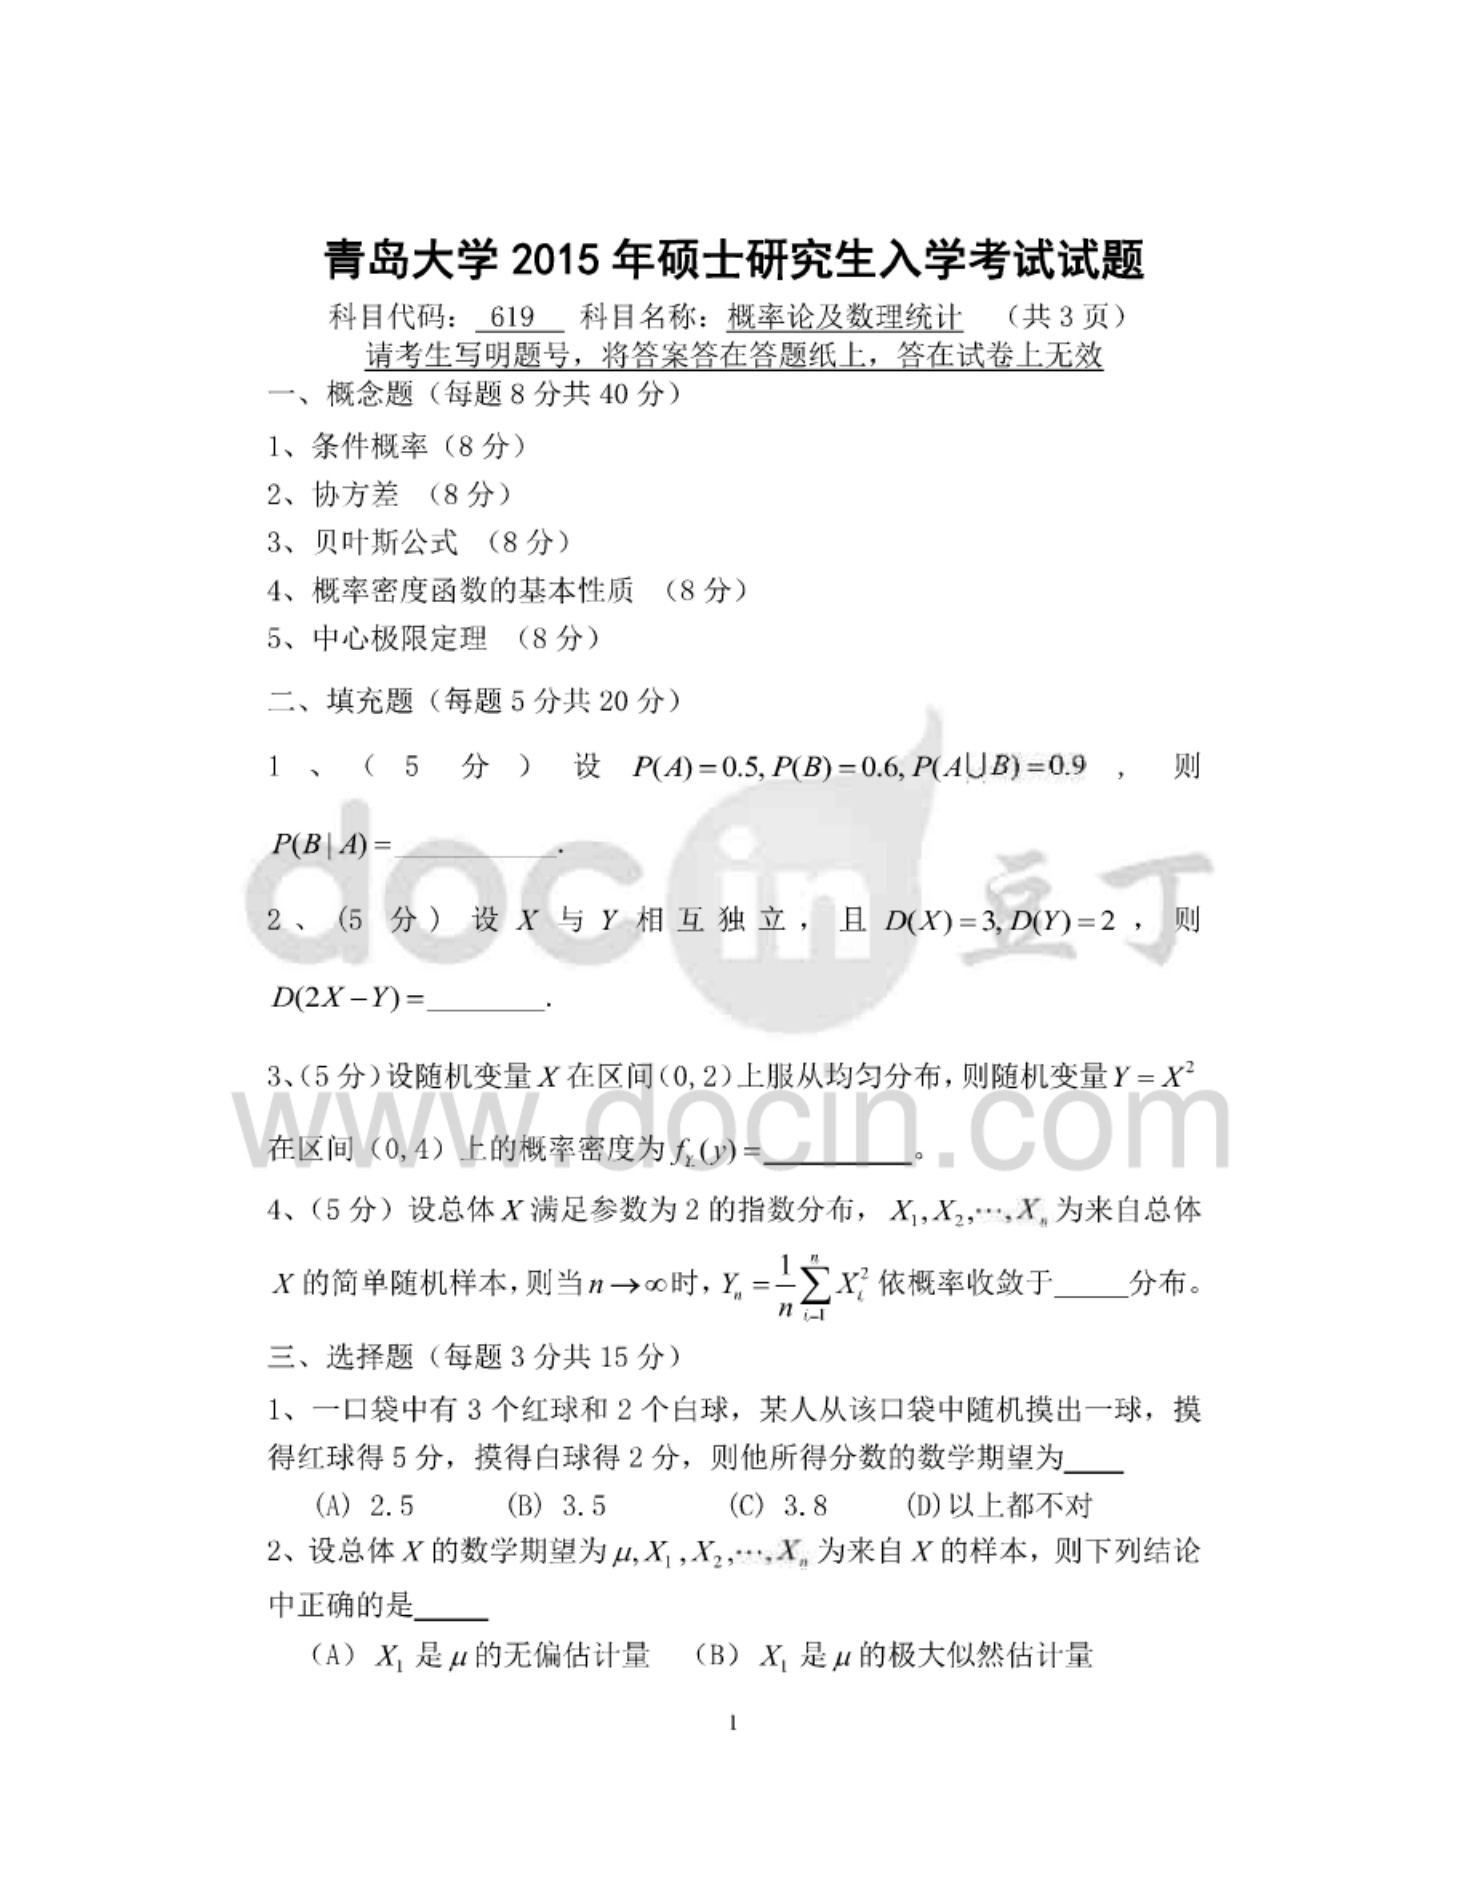 青岛大学 2015 年硕士研究生入学考试试题
科目代码： 619 科目名称：概率论及数理统计 （共 3 页）
请考生写明题号，将答案答在答题纸上，答在试卷上无效
一、概念题（每题 8 分共 40 分）
1、条件概率（8 分）
2、协方差 （8 分）
3、贝叶斯公式 （8 分）
4、概率密度函数的基本性质 （8 分）
5、中心极限定理 （8 分）
二、填充题（每题 5 分共 20 分）
1 、（ 5 分 ） 设 P(A)=0.5, P(B)=0.6, P(A⋃B)=0.9 ， 则
P(B|A)=__________.
2 、 (5 分 ） 设 X 与 Y 相 互 独 立 ， 且 D(X)=3, D(Y)=2 ， 则
D(2X−Y)=________.
3、（5 分）设随机变量 X 在区间（0,2）上服从均匀分布，则随机变量 Y = X²
在区间（0,4）上的概率密度为 f_Y(y)=__________。
4、（5 分）设总体 X 满足参数为 2 的指数分布， X₁, X₂,⋯, Xₙ 为来自总体
X 的简单随机样本，则当 n→∞时，Yₙ = 1/n ∑_{i=1}^{n} X_i² 依概率收敛于_____分布。
三、选择题（每题 3 分共 15 分）
1、一口袋中有 3 个红球和 2 个白球，某人从该口袋中随机摸出一球，摸
得红球得 5 分，摸得白球得 2 分，则他所得分数的数学期望为____
(A) 2.5 (B) 3.5 (C) 3.8 (D)以上都不对
2、设总体 X 的数学期望为 μ, X₁ , X₂,⋯, Xₙ 为来自 X 的样本，则下列结论
中正确的是_____
（A） X₁ 是 μ 的无偏估计量 （B） X₁ 是 μ 的极大似然估计量
1
docin 豆丁
www.docin.com